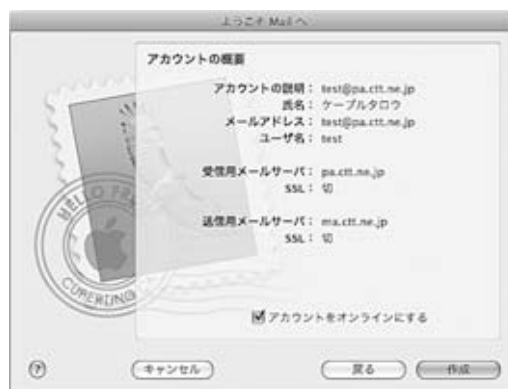 ようこそ Mail へ
アカウントの概要
アカウントの説明： test@pa.ctt.ne.jp
氏名： ケーブルタロウ
メールアドレス： test@pa.ctt.ne.jp
ユーザ名： test
受信用メールサーバ： pa.ctt.ne.jp
SSL： 切
送信用メールサーバ： ma.ctt.ne.jp
SSL： 切
HELLO FR
CUPERTINO
アカウントをオンラインにする
?
キャンセル
戻る
作成